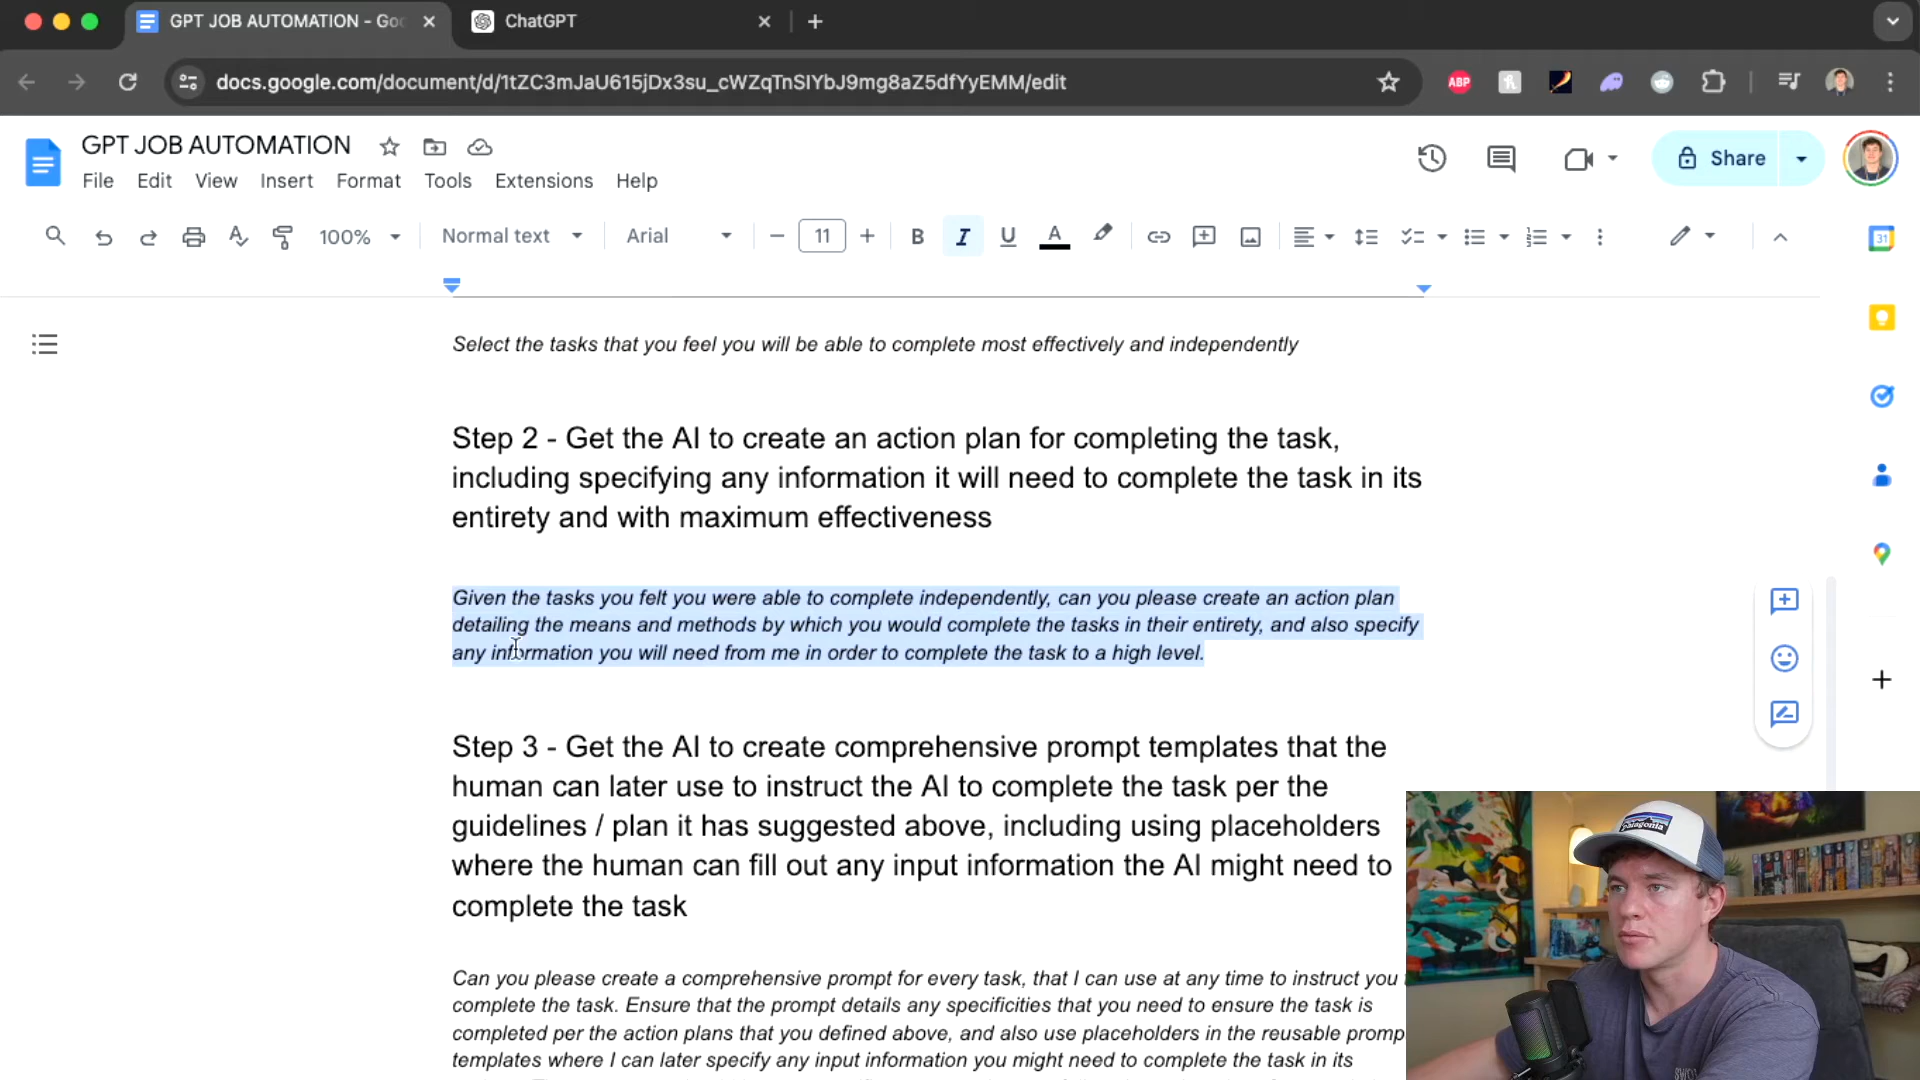 GPT JOB AUTOMATION - Goo
ChatGPT
docs.google.com/document/d/1tZC3mJaU615jDx3su_cWZqTnSIYbJ9mg8aZ5dfYyEMM/edit
ABP
GPT JOB AUTOMATION
File Edit View Insert Format Tools Extensions Help
Share
100% Normal text Arial 11 B I U A
31
Select the tasks that you feel you will be able to complete most effectively and independently
Step 2 - Get the AI to create an action plan for completing the task,
including specifying any information it will need to complete the task in its
entirety and with maximum effectiveness
Given the tasks you felt you were able to complete independently, can you please create an action plan
detailing the means and methods by which you would complete the tasks in their entirety, and also specify
any information you will need from me in order to complete the task to a high level.
Step 3 - Get the AI to create comprehensive prompt templates that the
human can later use to instruct the AI to complete the task per the
guidelines / plan it has suggested above, including using placeholders
where the human can fill out any input information the AI might need to
complete the task
Can you please create a comprehensive prompt for every task, that I can use at any time to instruct you
complete the task. Ensure that the prompt details any specificities that you need to ensure the task is
completed per the action plans that you defined above, and also use placeholders in the reusable promp
templates where I can later specify any input information you might need to complete the task in its
patagonia